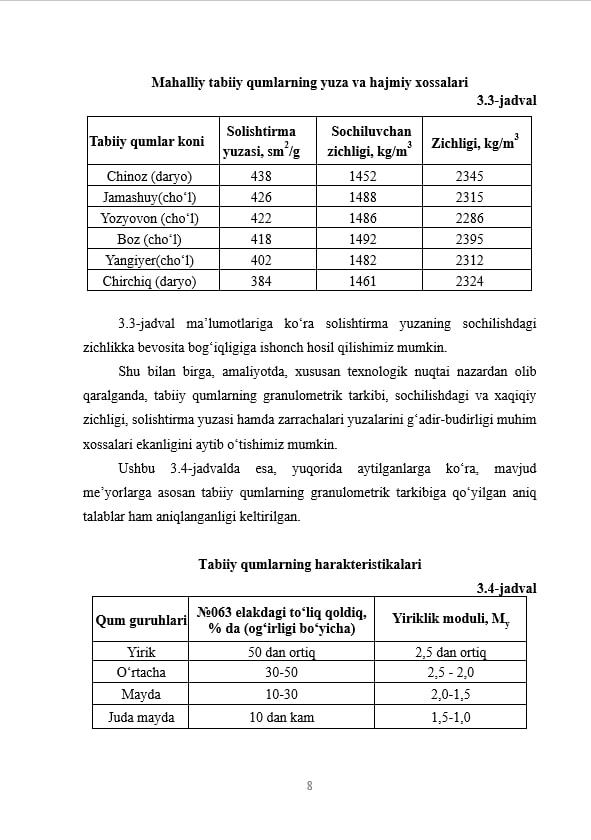 Mahalliy tabiiy qumlarning yuza va hajmiy xossalari
3.3-jadval
Tabiiy qumlar koni | Solishtirma yuzasi, sm²/g | Sochiluvchan zichligi, kg/m³ | Zichligi, kg/m³
Chinoz (daryo) | 438 | 1452 | 2345
Jamashuy(cho‘l) | 426 | 1488 | 2315
Yozyovon (cho‘l) | 422 | 1486 | 2286
Boz (cho‘l) | 418 | 1492 | 2395
Yangiyer(cho‘l) | 402 | 1482 | 2312
Chirchiq (daryo) | 384 | 1461 | 2324
3.3-jadval ma’lumotlariga ko‘ra solishtirma yuzaning sochilishdagi
zichlikka bevosita bog‘iqligiga ishonch hosil qilishimiz mumkin.
Shu bilan birga, amaliyotda, xususan texnologik nuqtai nazardan olib
qaralganda, tabiiy qumlarning granulometrik tarkibi, sochilishdagi va xaqiqiy
zichligi, solishtirma yuzasi hamda zarrachalari yuzalarini g‘adir-budirligi muhim
xossalari ekanligini aytib o‘tishimiz mumkin.
Ushbu 3.4-jadvalda esa, yuqorida aytilganlarga ko‘ra, mavjud
me’yorlarga asosan tabiiy qumlarning granulometrik tarkibiga qo‘yilgan aniq
talablar ham aniqlanganligi keltirilgan.
Tabiiy qumlarning harakteristikalari
3.4-jadval
Qum guruhlari | №063 elakdagi to‘liq qoldiq, % da (og‘irligi bo‘yicha) | Yiriklik moduli, Mу
Yirik | 50 dan ortiq | 2,5 dan ortiq
O‘rtacha | 30-50 | 2,5 - 2,0
Mayda | 10-30 | 2,0-1,5
Juda mayda | 10 dan kam | 1,5-1,0
8